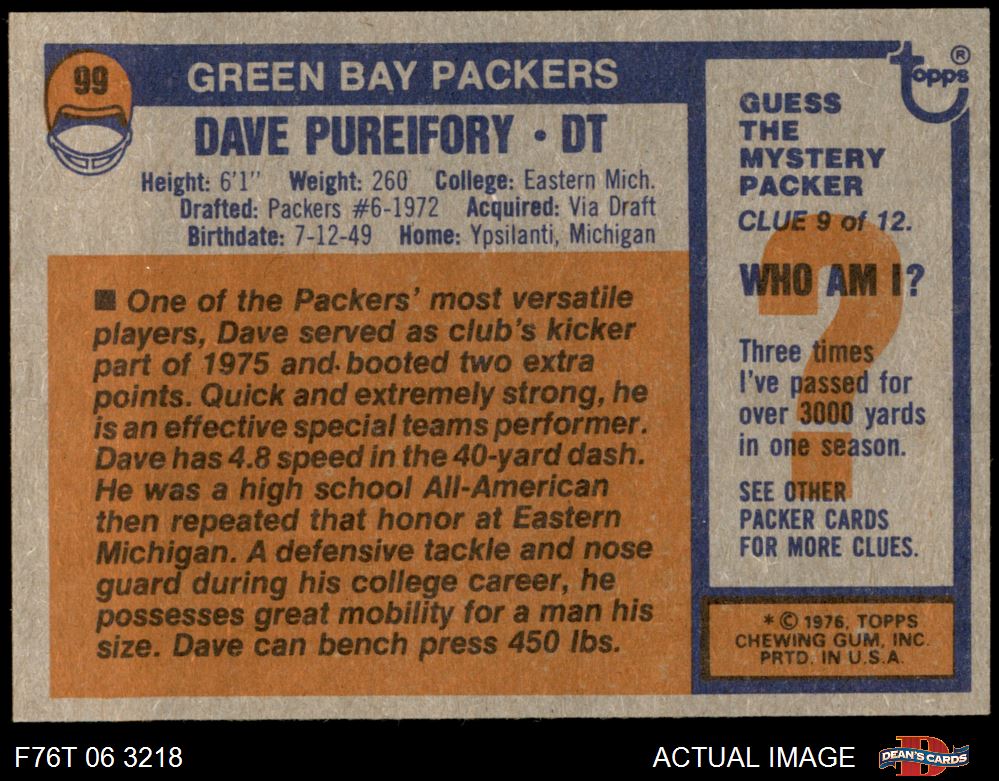 99
GREEN BAY PACKERS
DAVE PUREIFORY • DT
Height: 6'1" Weight: 260 College: Eastern Mich.
Drafted: Packers #6-1972 Acquired: Via Draft
Birthdate: 7-12-49 Home: Ypsilanti, Michigan
■ One of the Packers' most versatile
players, Dave served as club's kicker
part of 1975 and booted two extra
points. Quick and extremely strong, he
is an effective special teams performer.
Dave has 4.8 speed in the 40-yard dash.
He was a high school All-American
then repeated that honor at Eastern
Michigan. A defensive tackle and nose
guard during his college career, he
possesses great mobility for a man his
size. Dave can bench press 450 lbs.
topps®
GUESS
THE
MYSTERY
PACKER
CLUE 9 of 12.
WHO AM I?
?
Three times
I've passed for
over 3000 yards
in one season.
SEE OTHER
PACKER CARDS
FOR MORE CLUES.
* © 1976, TOPPS
CHEWING GUM, INC.
PRTD. IN U.S.A.
F76T 06 3218
ACTUAL IMAGE
DEAN'S CARDS